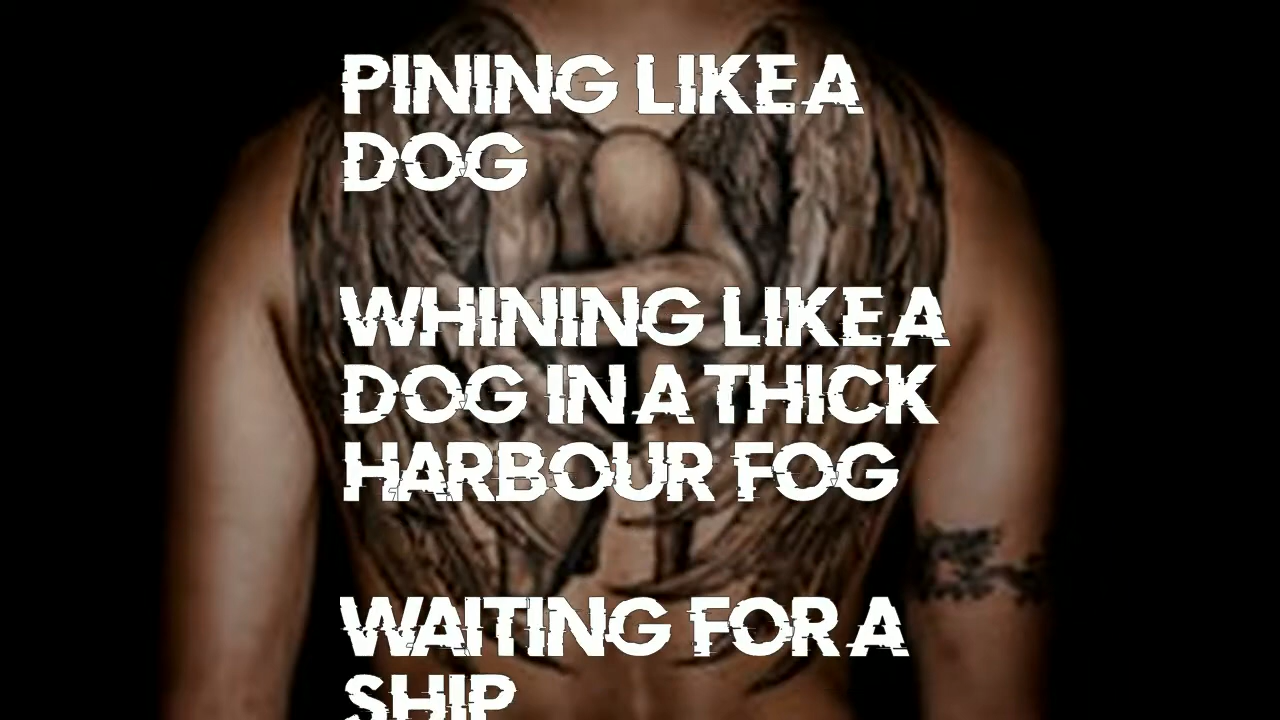 PINING LIKE A
DOG
WHINING LIKE A
DOG IN A THICK
HARBOUR FOG
WAITING FOR A
SHIP